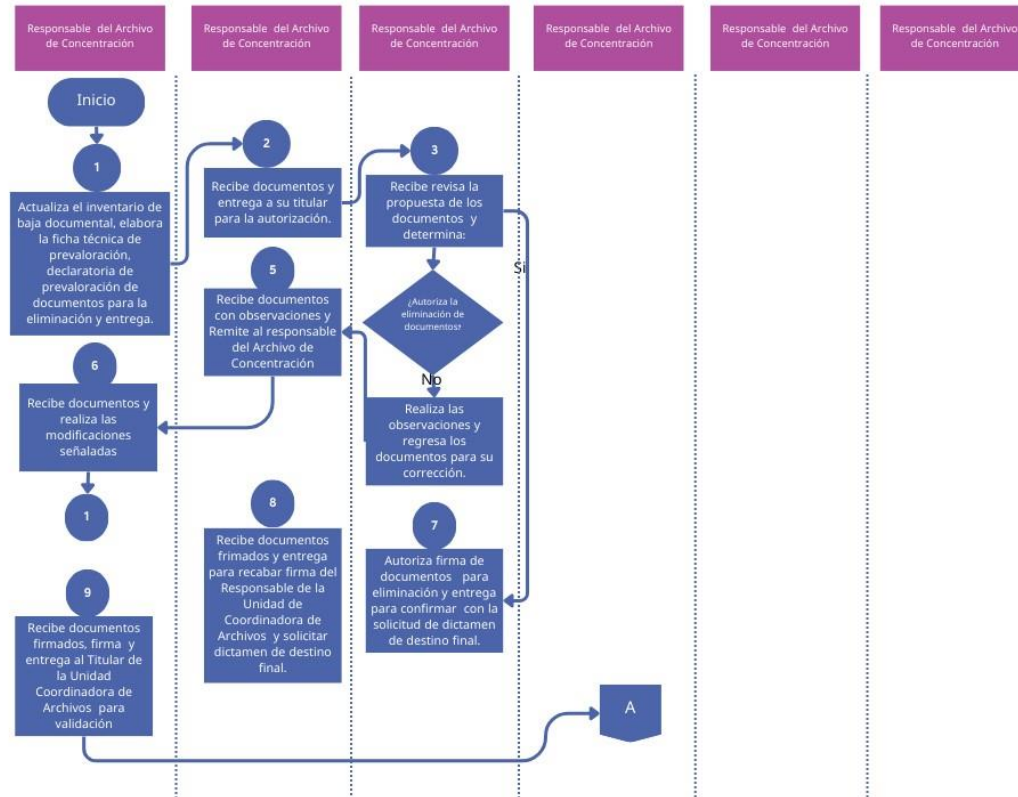 Responsable del Archivo
de Concentración
Responsable del Archivo
de Concentración
Responsable del Archivo
de Concentración
Responsable del Archivo
de Concentración
Responsable del Archivo
de Concentración
Responsable del Archivo
de Concentración
Inicio
1
Actualiza el inventario de
baja documental, elabora
la ficha técnica de
prevaloración,
declaratoria de
prevaloración de
documentos para la
eliminación y entrega.
2
Recibe documentos y
entrega a su titular
para la autorización.
3
Recibe revisa la
propuesta de los
documentos y
determina:
Si
¿Autoriza la
eliminación de
documentos?
No
Realiza las
observaciones y
regresa los
documentos para su
corrección.
5
Recibe documentos
con observaciones y
Remite al responsable
del Archivo de
Concentración
6
Recibe documentos y
realiza las
modificaciones
señaladas
1
7
Autoriza firma de
documentos para
eliminación y entrega
para confirmar con la
solicitud de dictamen
de destino final.
8
Recibe documentos
frimados y entrega
para recabar firma del
Responsable de la
Unidad de
Coordinadora de
Archivos y solicitar
dictamen de destino
final.
9
Recibe documentos
firmados, firma y
entrega al Titular de
la Unidad
Coordinadora de
Archivos para
validación
A